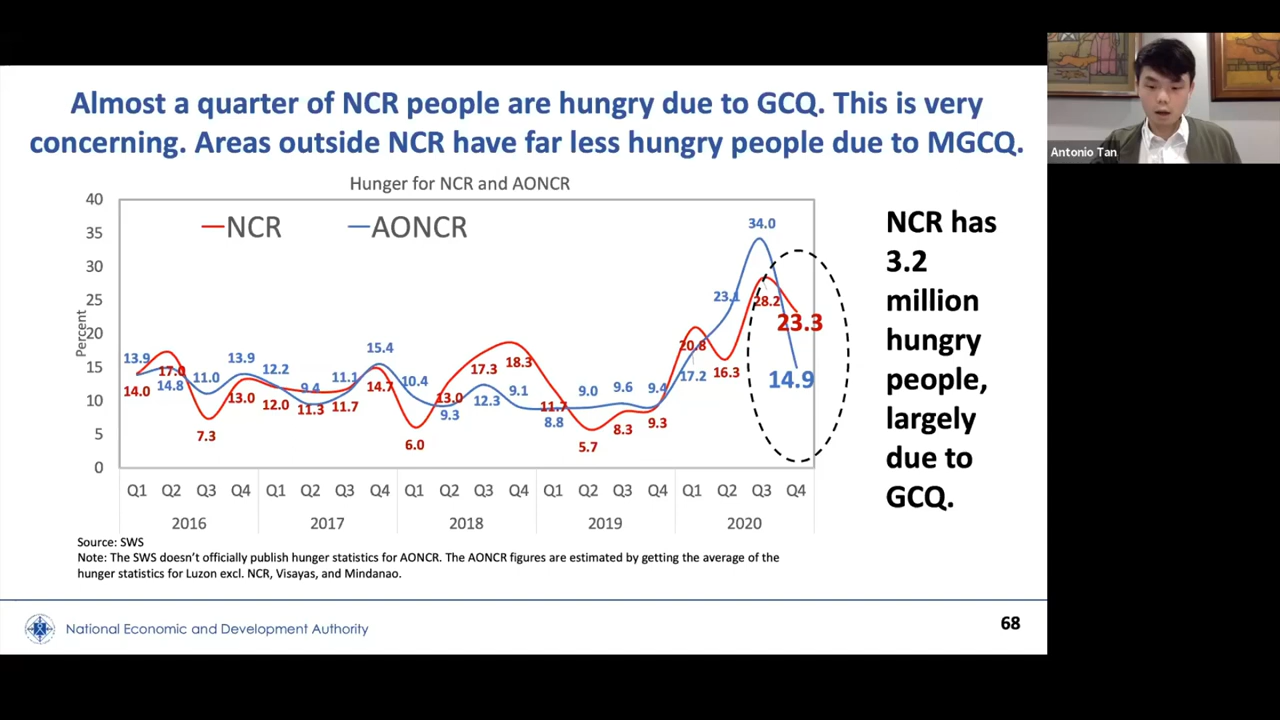 Almost a quarter of NCR people are hungry due to GCQ. This is very
concerning. Areas outside NCR have far less hungry people due to MGCQ.
Antonio Tan
Hunger for NCR and AONCR
NCR
AONCR
Percent
40
35
30
25
20
15
10
5
0
13.9
14.0
17.0
14.8
11.0
7.3
13.9
13.0
12.2
12.0
9.4
11.3
11.1
11.7
15.4
14.7
10.4
6.0
13.0
9.3
17.3
12.3
18.3
9.1
11.7
8.8
9.0
5.7
9.6
8.3
9.4
9.3
20.8
17.2
23.1
16.3
34.0
28.2
23.3
14.9
Q1 Q2 Q3 Q4 Q1 Q2 Q3 Q4 Q1 Q2 Q3 Q4 Q1 Q2 Q3 Q4 Q1 Q2 Q3 Q4
2016 2017 2018 2019 2020
NCR has
3.2
million
hungry
people,
largely
due to
GCQ.
Source: SWS
Note: The SWS doesn't officially publish hunger statistics for AONCR. The AONCR figures are estimated by getting the average of the
hunger statistics for Luzon excl. NCR, Visayas, and Mindanao.
National Economic and Development Authority
68